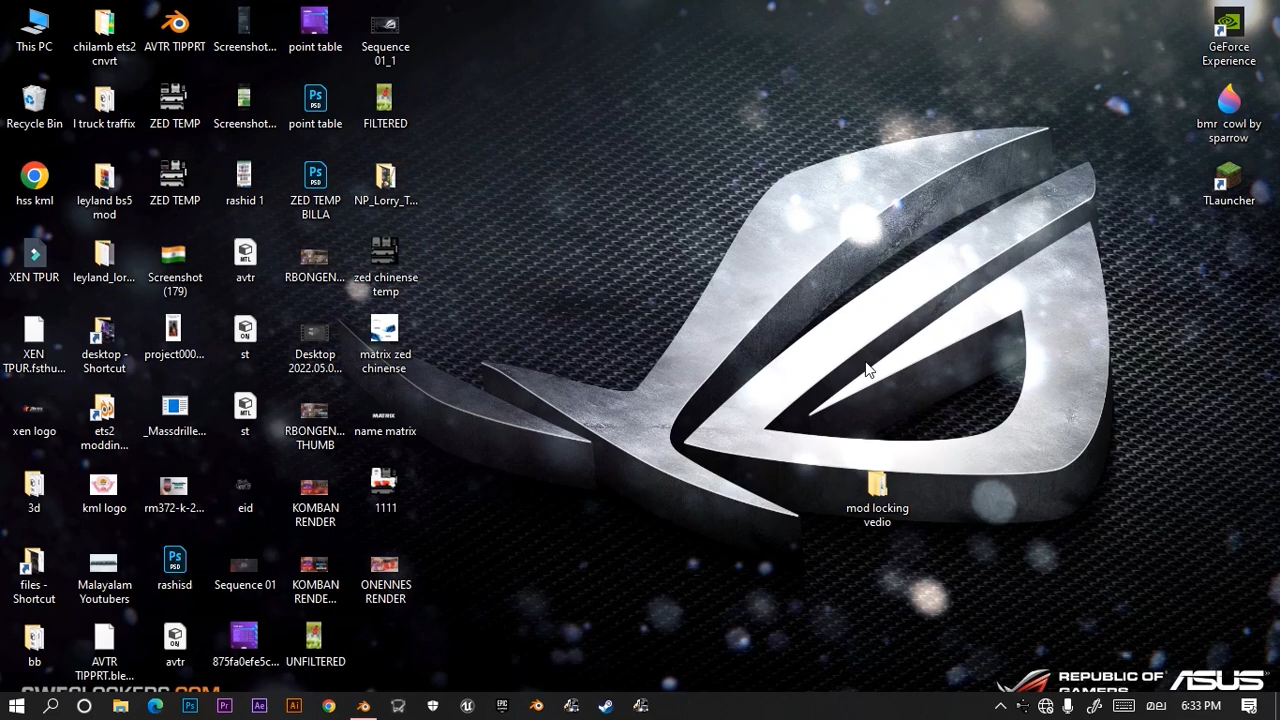 This PC
chilamb ets2
cnvrt
AVTR TIPPRT
Screenshot...
point table
Sequence
01_1
GeForce
Experience
Recycle Bin
l truck traffix
ZED TEMP
Screenshot...
point table
FILTERED
bmr cowl by
sparrow
hss kml
leyland bs5
mod
ZED TEMP
rashid 1
ZED TEMP
BILLA
NP_Lorry_T...
TLauncher
XEN TPUR
leyland_lor...
Screenshot
(179)
avtr
RBONGEN...
zed chinense
temp
XEN
TPUR.fsthu...
desktop -
Shortcut
project000...
st
Desktop
2022.05.0...
matrix zed
chinense
xen logo
ets2
moddin...
_Massdrille...
st
RBONGEN...
THUMB
name matrix
3d
kml logo
rm372-k-2...
eid
KOMBAN
RENDER
1111
mod locking
vedio
files -
Shortcut
Malayalam
Youtubers
rashisd
Sequence 01
KOMBAN
RENDE...
ONENNES
RENDER
bb
AVTR
TIPPRT.ble...
avtr
875fa0efe5c...
UNFILTERED
REPUBLIC OF
GAMERS
ASUS
6:33 PM